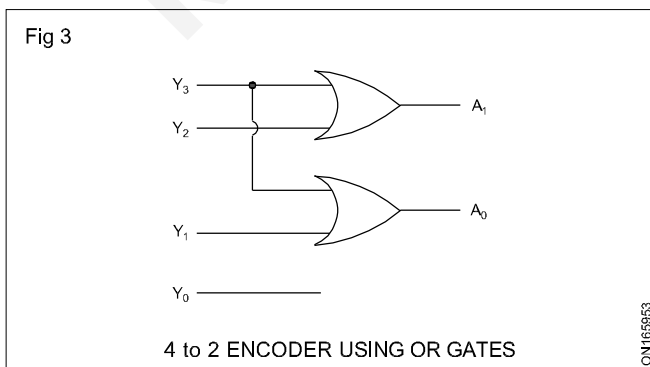 Fig 3
Y₃
A₁
Y₂
A₀
Y₁
Y₀
4 to 2 ENCODER USING OR GATES
ON165953